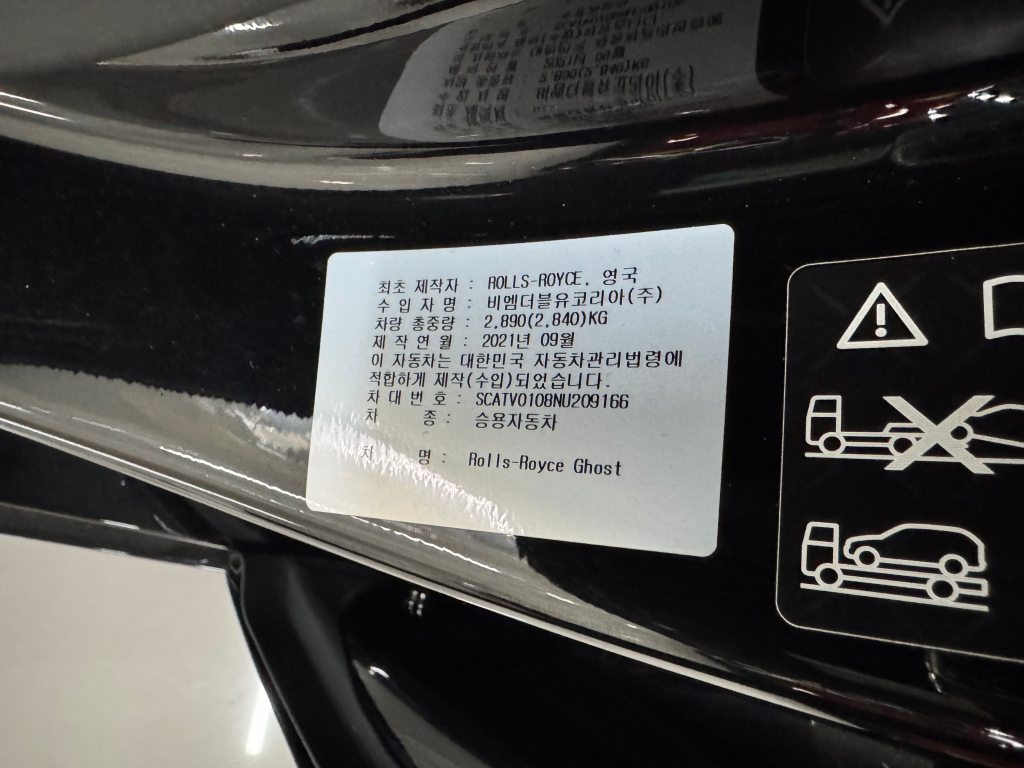 최초 제작자 : ROLLS-ROYCE, 영국
수 입 자 명 : 비엠더블유코리아(주)
차량 총중량 : 2,890(2,840)KG
제 작 연 월 : 2021년 09월
이 자동차는 대한민국 자동차관리법령에
적합하게 제작(수입)되었습니다.
차 대 번 호 : SCATV0108NU209166
차 종 : 승용자동차
차 명 : Rolls-Royce Ghost